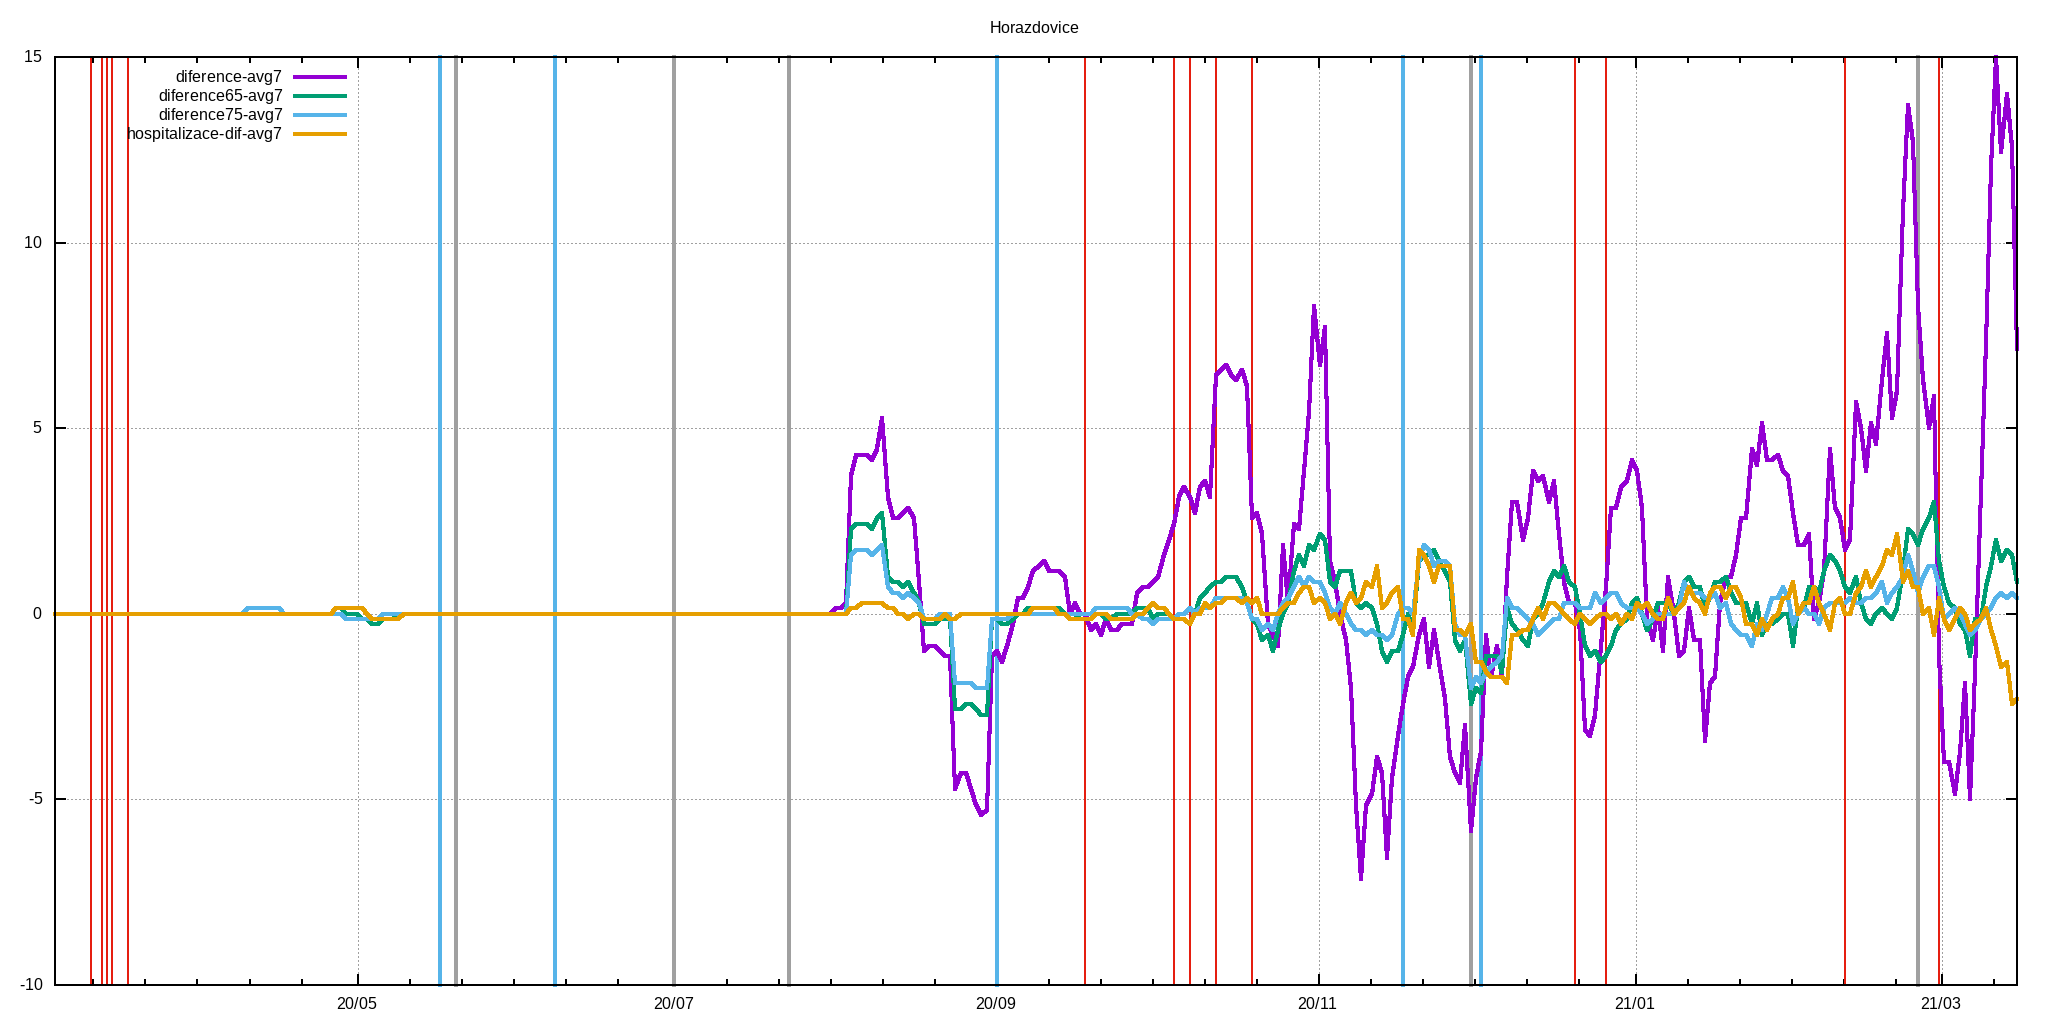 Horazdovice
15
diference-avg7
diference65-avg7
diference75-avg7
hospitalizace-dif-avg7
10
5
0
-5
-10
20/05 20/07 20/09 20/11 21/01 21/03